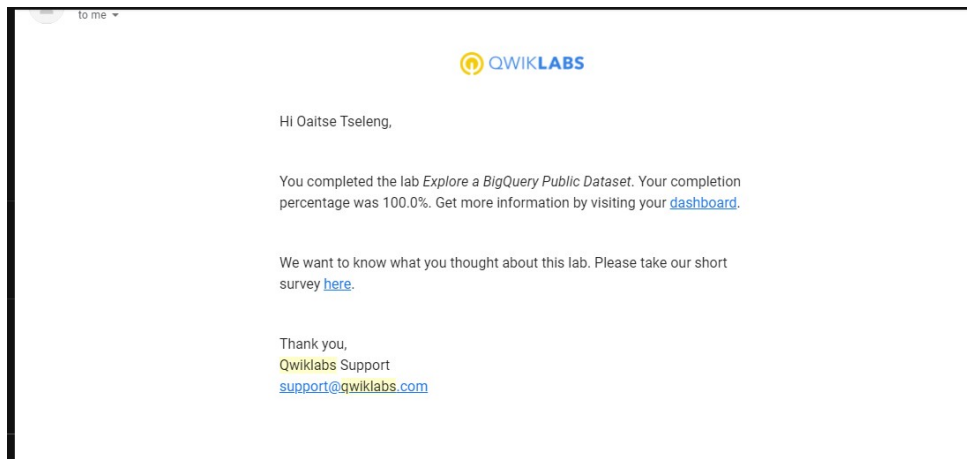 to me
QWIKLABS
Hi Oaitse Tseleng,
You completed the lab Explore a BigQuery Public Dataset. Your completion
percentage was 100.0%. Get more information by visiting your dashboard.
We want to know what you thought about this lab. Please take our short
survey here.
Thank you,
Qwiklabs Support
support@qwiklabs.com